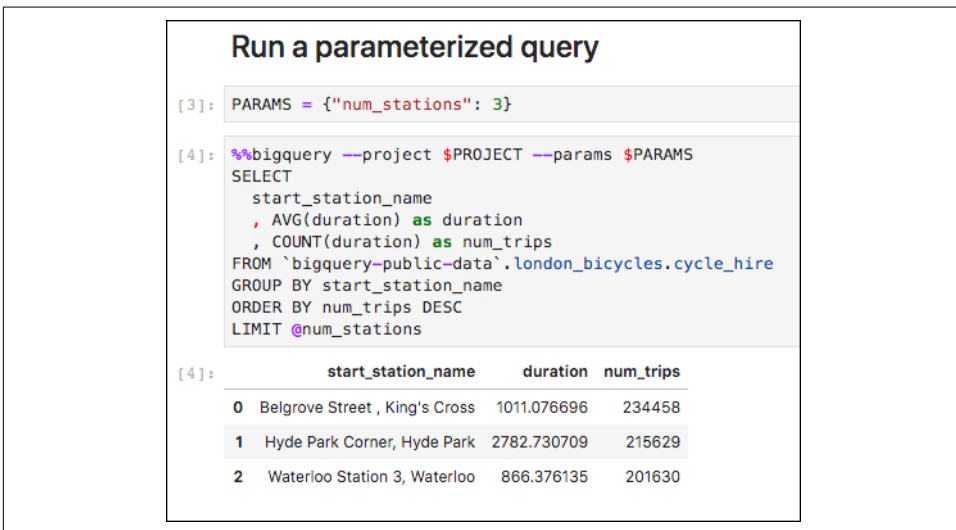 Run a parameterized query
[3]: PARAMS = {"num_stations": 3}
[4]: %%bigquery --project $PROJECT --params $PARAMS
SELECT
  start_station_name
  , AVG(duration) as duration
  , COUNT(duration) as num_trips
FROM `bigquery-public-data`.london_bicycles.cycle_hire
GROUP BY start_station_name
ORDER BY num_trips DESC
LIMIT @num_stations
[4]: start_station_name duration num_trips
0 Belgrove Street , King's Cross 1011.076696 234458
1 Hyde Park Corner, Hyde Park 2782.730709 215629
2 Waterloo Station 3, Waterloo 866.376135 201630